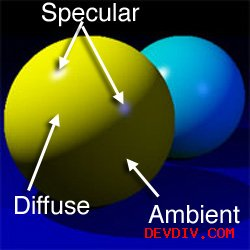 Specular
Diffuse
Ambient
DEVDIV.COM